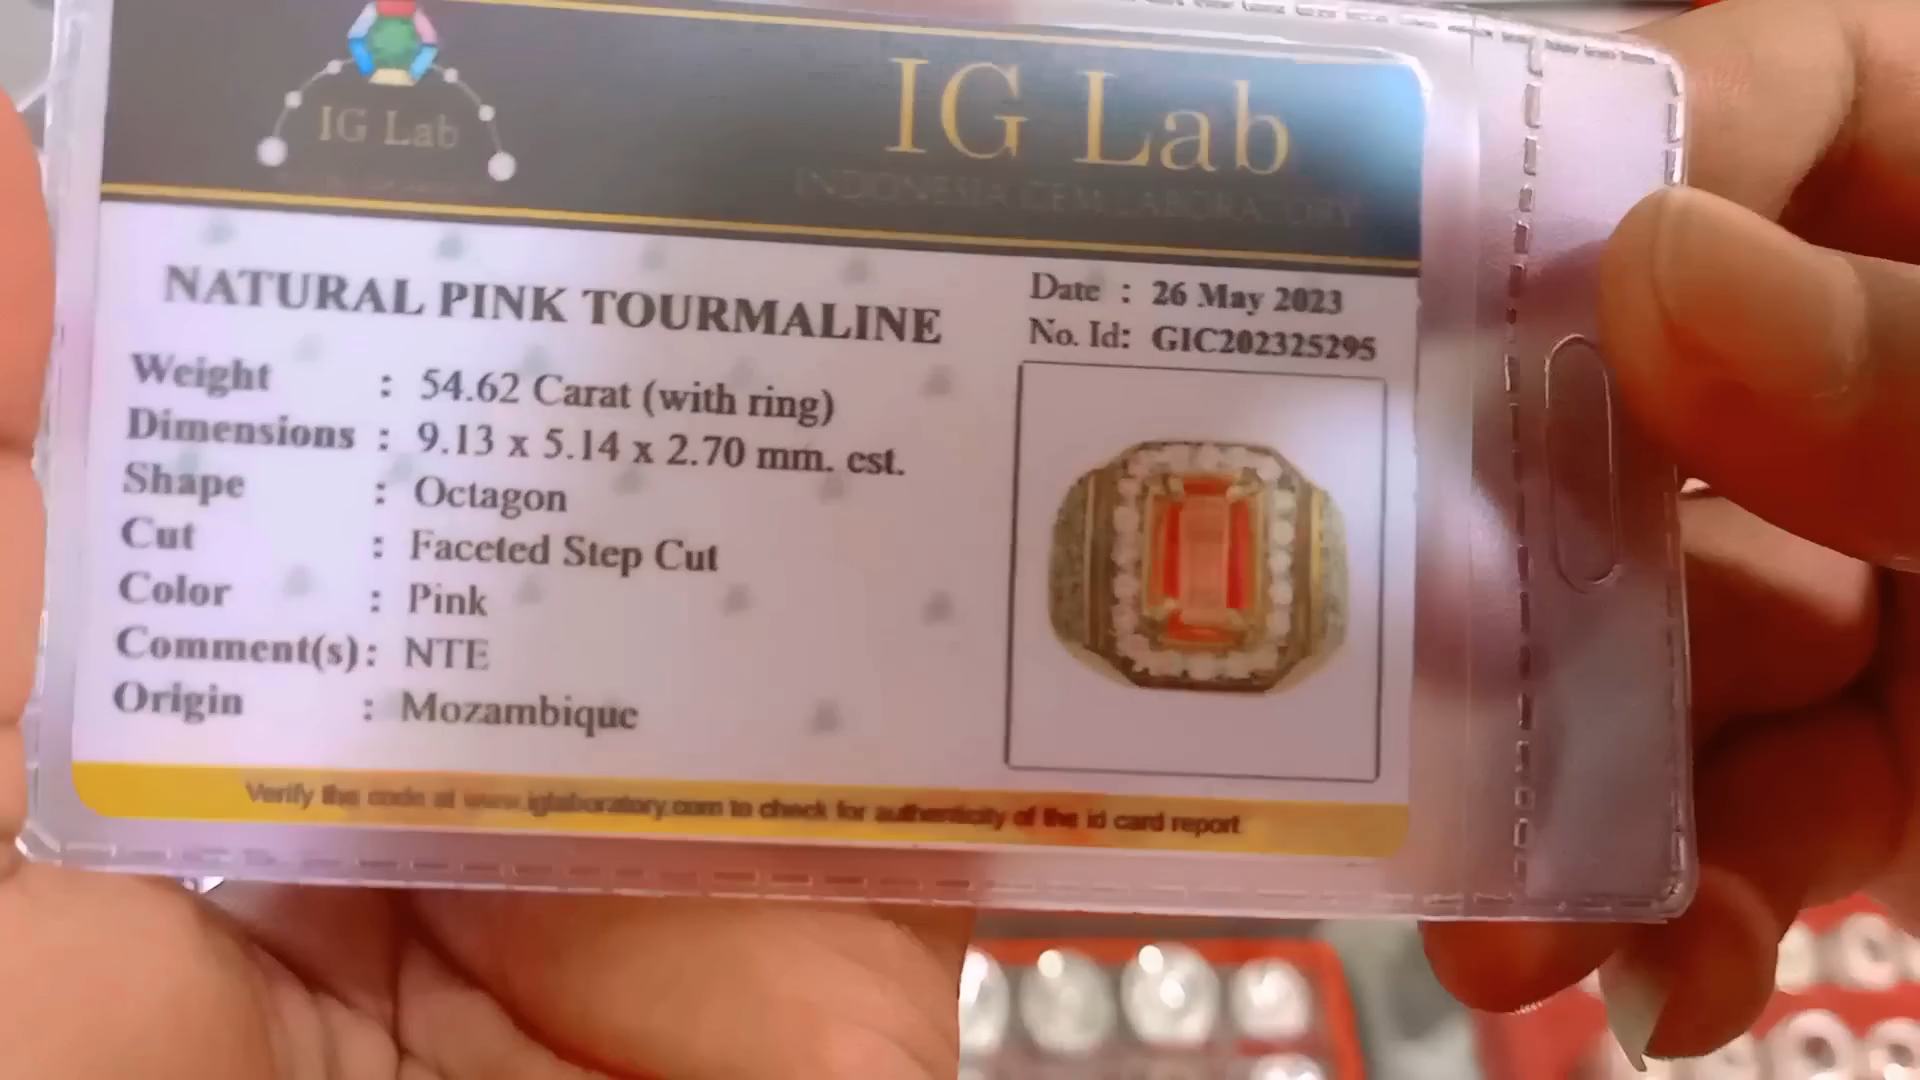 IG Lab
IG Lab
INDONESIA GEM LABORATORY
NATURAL PINK TOURMALINE
Date : 26 May 2023
No. Id: GIC202325295
Weight : 54.62 Carat (with ring)
Dimensions : 9.13 x 5.14 x 2.70 mm. est.
Shape : Octagon
Cut : Faceted Step Cut
Color : Pink
Comment(s): NTE
Origin : Mozambique
Verify the code at www.iglaboratory.com to check for authenticity of the id card report